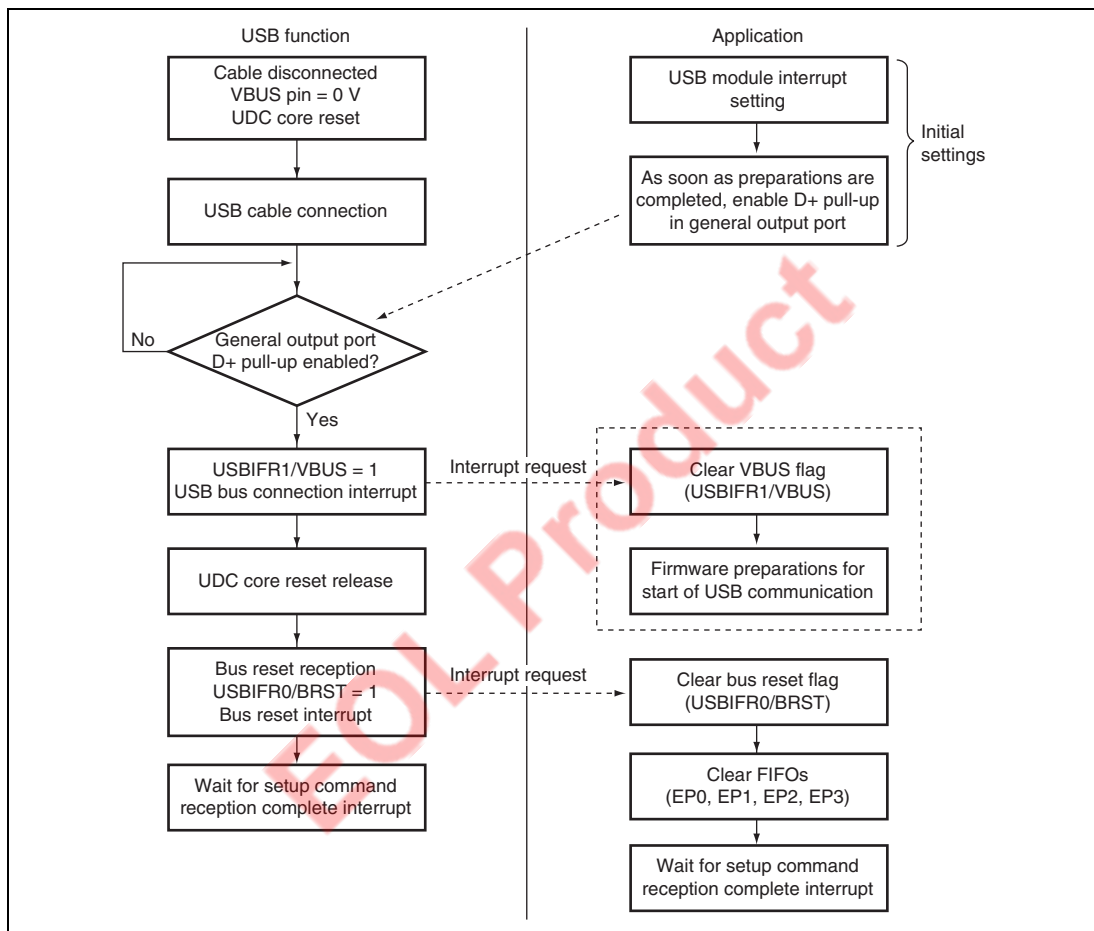 USB function
Cable disconnected
VBUS pin = 0 V
UDC core reset
USB cable connection
No
General output port
D+ pull-up enabled?
Yes
USBIFR1/VBUS = 1
USB bus connection interrupt
Interrupt request
UDC core reset release
Bus reset reception
USBIFR0/BRST = 1
Bus reset interrupt
Interrupt request
Wait for setup command
reception complete interrupt
Application
USB module interrupt
setting
As soon as preparations are
completed, enable D+ pull-up
in general output port
Initial
settings
Clear VBUS flag
(USBIFR1/VBUS)
Firmware preparations for
start of USB communication
Clear bus reset flag
(USBIFR0/BRST)
Clear FIFOs
(EP0, EP1, EP2, EP3)
Wait for setup command
reception complete interrupt
EOL Product